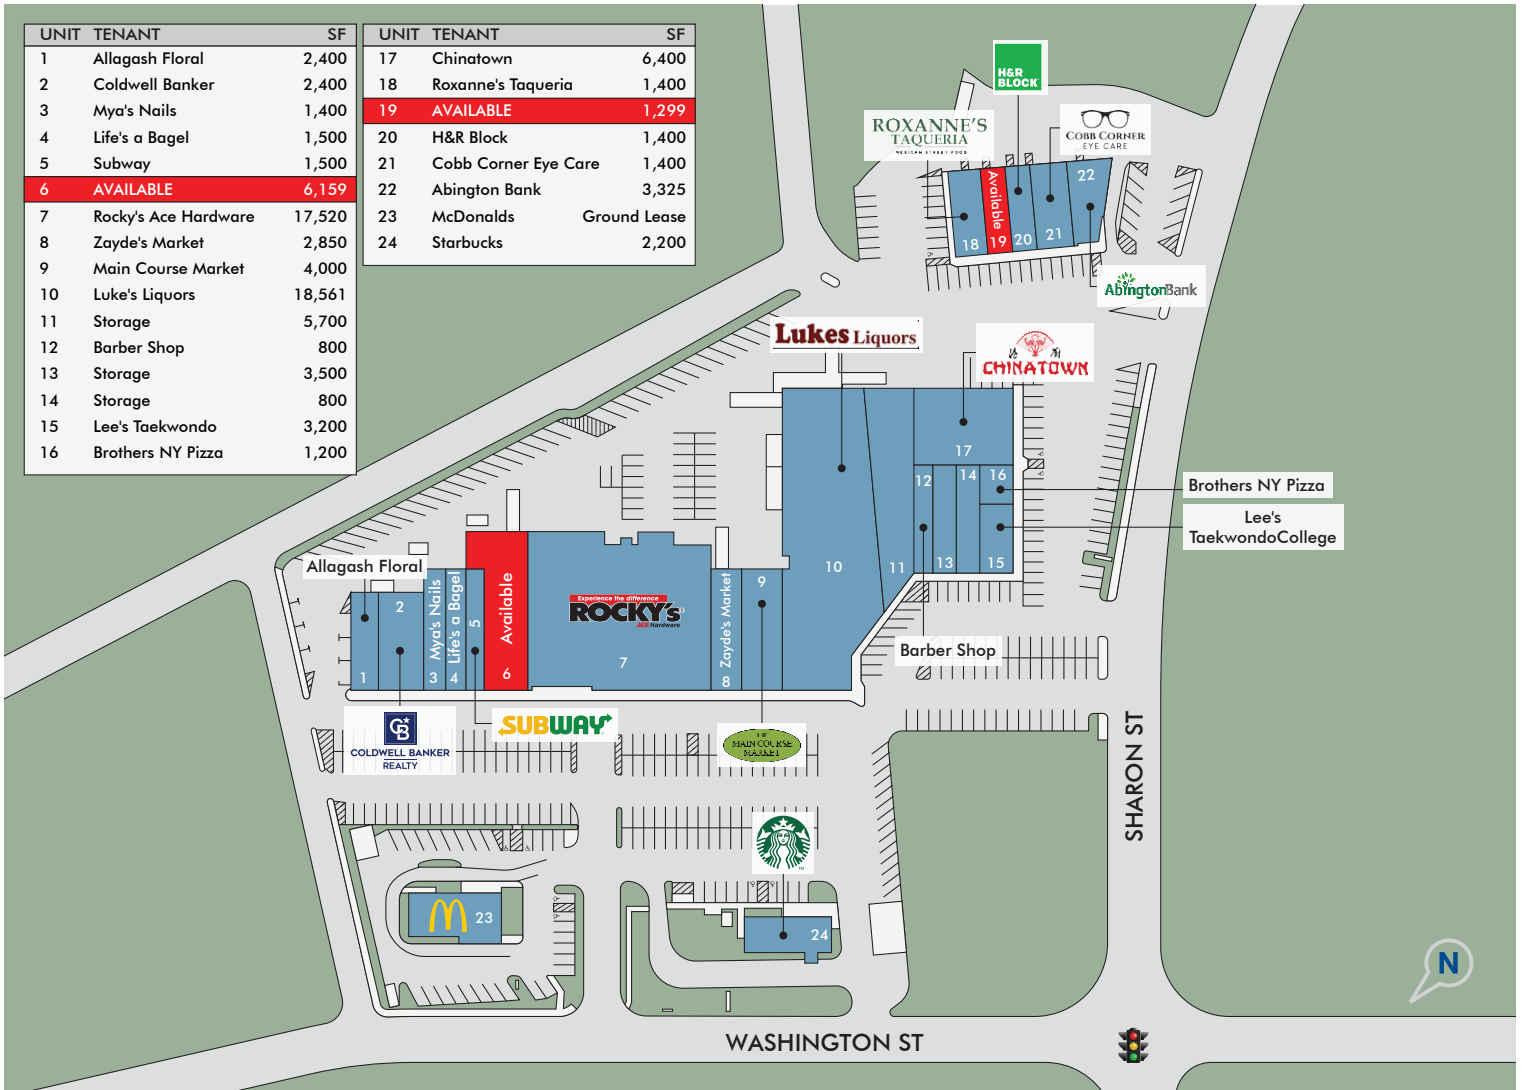 UNIT TENANT SF
1 Allagash Floral 2,400
2 Coldwell Banker 2,400
3 Mya's Nails 1,400
4 Life's a Bagel 1,500
5 Subway 1,500
6 AVAILABLE 6,159
7 Rocky's Ace Hardware 17,520
8 Zayde's Market 2,850
9 Main Course Market 4,000
10 Luke's Liquors 18,561
11 Storage 5,700
12 Barber Shop 800
13 Storage 3,500
14 Storage 800
15 Lee's Taekwondo 3,200
16 Brothers NY Pizza 1,200
UNIT TENANT SF
17 Chinatown 6,400
18 Roxanne's Taqueria 1,400
19 AVAILABLE 1,299
20 H&R Block 1,400
21 Cobb Corner Eye Care 1,400
22 Abington Bank 3,325
23 McDonalds Ground Lease
24 Starbucks 2,200
H&R
BLOCK
ROXANNE'S
TAQUERIA
MEXICAN STREET FOOD
COBB CORNER
EYE CARE
22
Available
18 19 20 21
AbingtonBank
Lukes Liquors
CHINATOWN
17
12 14 16
Brothers NY Pizza
Lee's
TaekwondoCollege
10 11 13 15
Allagash Floral
2
Mya's Nails
Life's a Bagel
5
Available
Experience the difference
ROCKY's
ACE Hardware
Zayde's Market
9
1 3 4 6 7 8
Barber Shop
CB
COLDWELL BANKER
REALTY
SUBWAY
THE
MAIN COURSE
MARKET
SHARON ST
TM
23
24
N
WASHINGTON ST